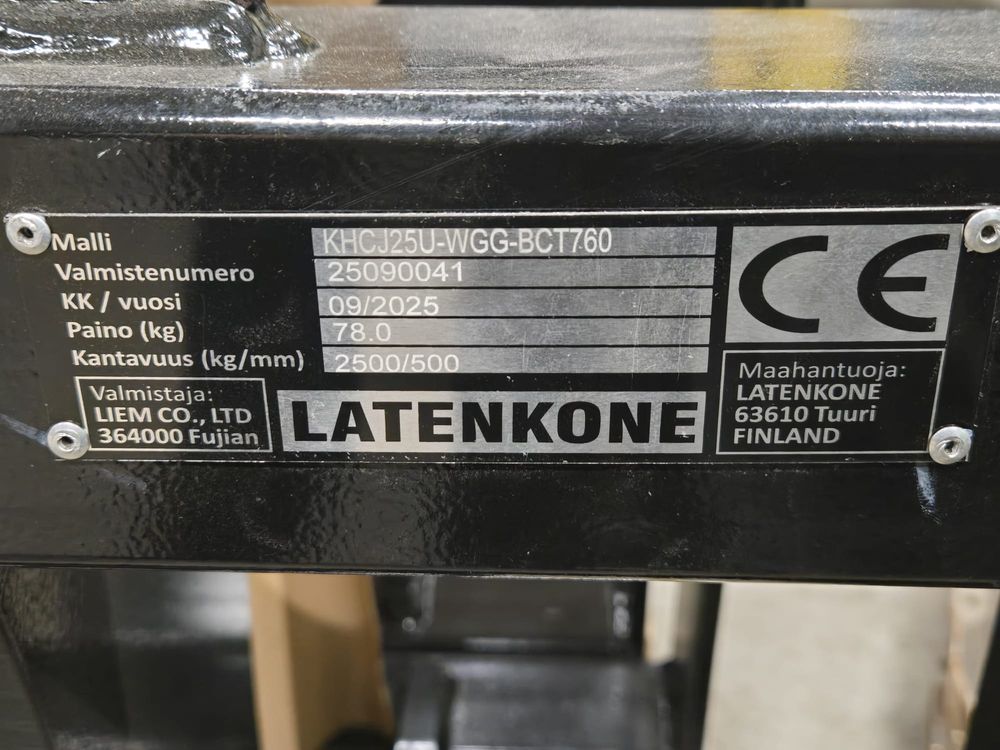 Malli KHCJ25U-WGG-BCT760
Valmistenumero 25090041
KK / vuosi 09/2025
Paino (kg) 78.0
Kantavuus (kg/mm) 2500/500
CE
Valmistaja:
LIEM CO., LTD
364000 Fujian
LATENKONE
Maahantuoja:
LATENKONE
63610 Tuuri
FINLAND